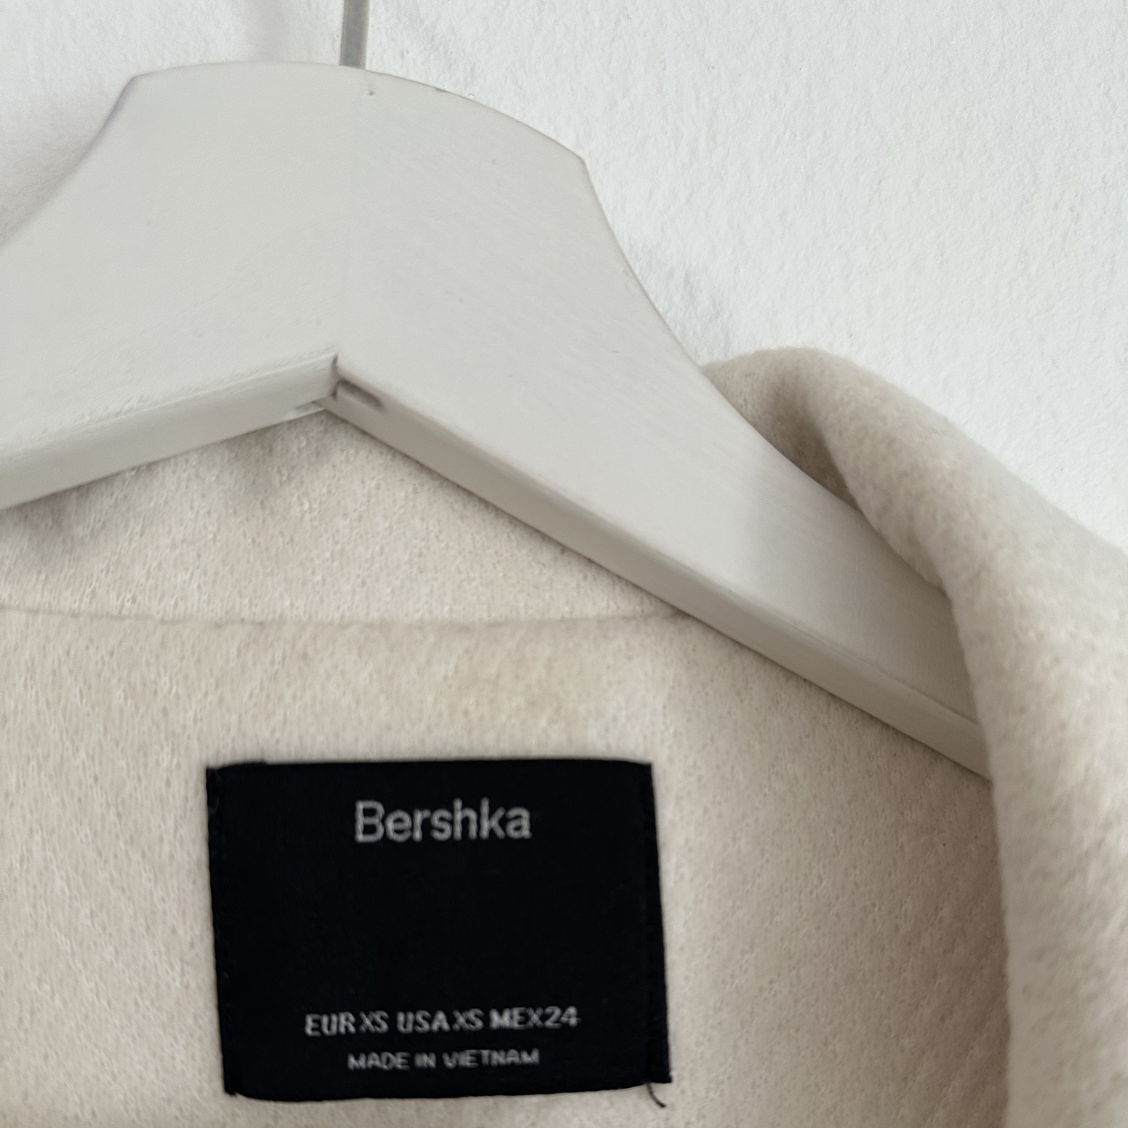 Bershka
EUR XS USA XS MEX 24
MADE IN VIETNAM